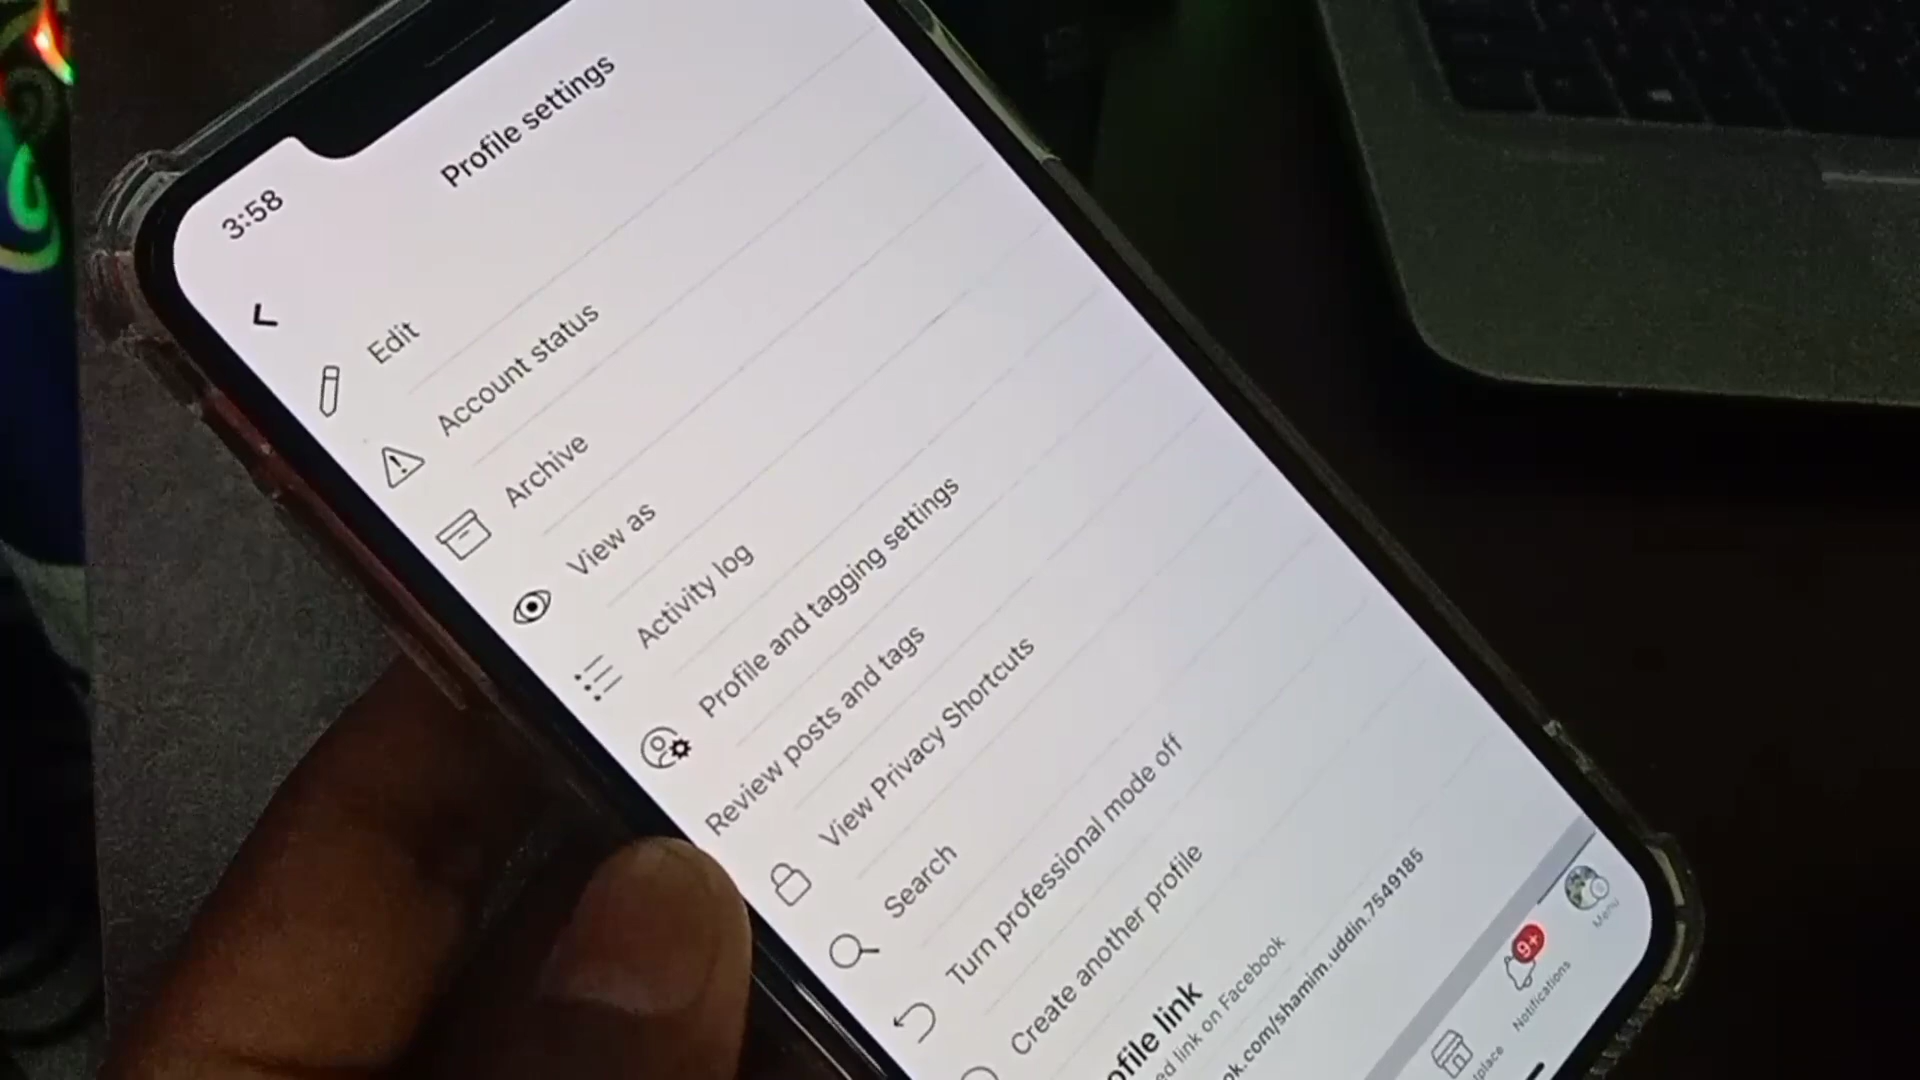 3:58
Profile settings
Edit
Account status
Archive
View as
Activity log
Profile and tagging settings
Review posts and tags
View Privacy Shortcuts
Search
Turn professional mode off
Create another profile
link
link on Facebook
/shamim.uddin.7549185
9+
Notifications
Menu